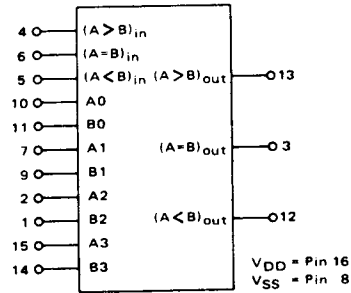 4 (A > B)in
6 (A = B)in
5 (A < B)in (A > B)out 13
10 A0
11 B0
7 A1 (A=B)out 3
9 B1
2 A2
1 B2 (A < B)out 12
15 A3
14 B3
VDD = Pin 16
VSS = Pin 8